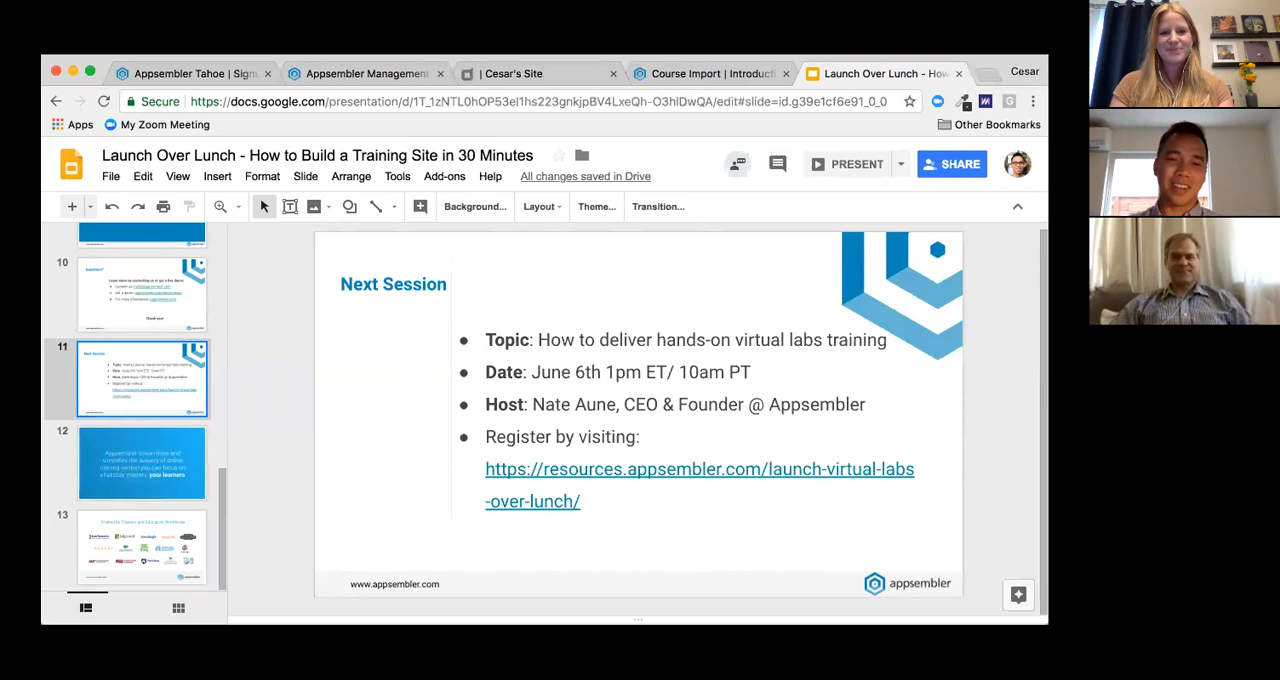 Appsembler Tahoe | Sign
Appsembler Managemen
| Cesar's Site
Course Import | Introducti
Launch Over Lunch - How
Cesar
Secure
https://docs.google.com/presentation/d/1T_1zNTL0hOP53el1hs223gnkjpBV4LxeQh-O3hlDwQA/edit#slide=id.g39e1cf6e91_0_0
Apps
My Zoom Meeting
Other Bookmarks
Launch Over Lunch - How to Build a Training Site in 30 Minutes
PRESENT
SHARE
File Edit View Insert Format Slide Arrange Tools Add-ons Help
All changes saved in Drive
Background...
Layout
Theme...
Transition...
10
11
12
13
Next Session
● Topic: How to deliver hands-on virtual labs training
● Date: June 6th 1pm ET/ 10am PT
● Host: Nate Aune, CEO & Founder @ Appsembler
● Register by visiting:
https://resources.appsembler.com/launch-virtual-labs
-over-lunch/
www.appsembler.com
appsembler